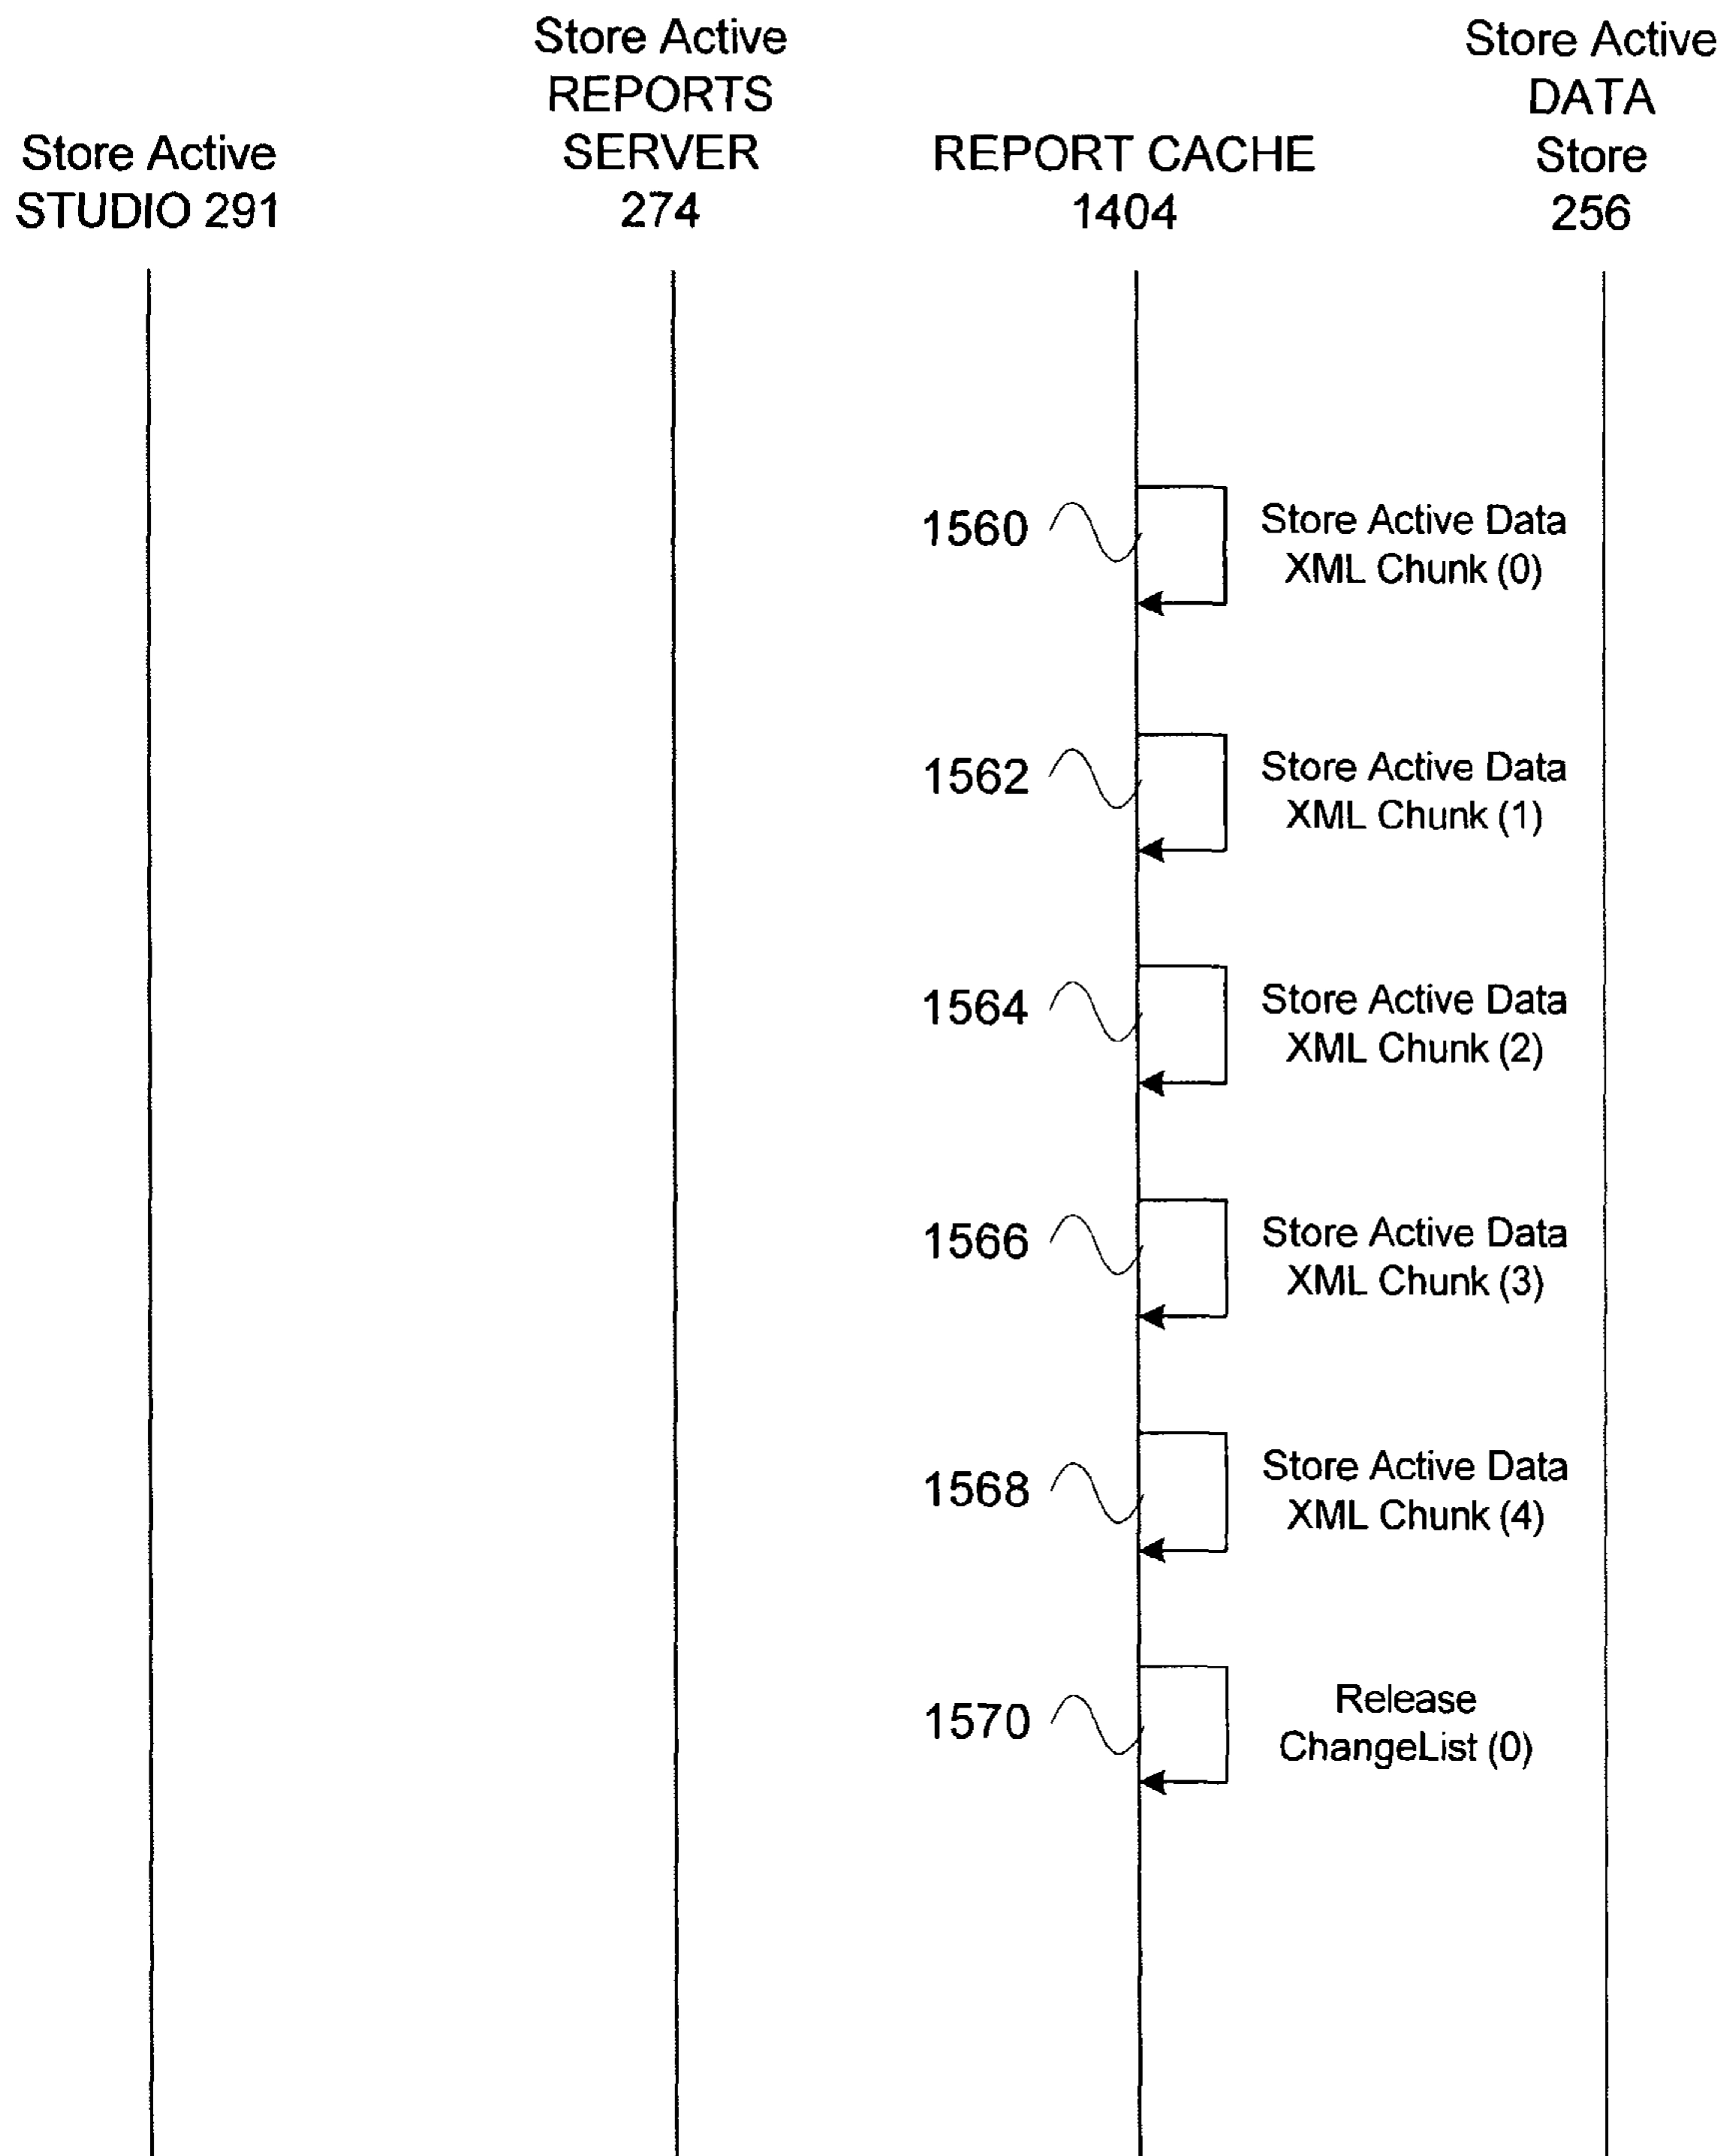 Store Active
STUDIO 291
Store Active
REPORTS
SERVER
274
REPORT CACHE
1404
Store Active
DATA
Store
256
1560
Store Active Data
XML Chunk (0)
1562
Store Active Data
XML Chunk (1)
1564
Store Active Data
XML Chunk (2)
1566
Store Active Data
XML Chunk (3)
1568
Store Active Data
XML Chunk (4)
1570
Release
ChangeList (0)